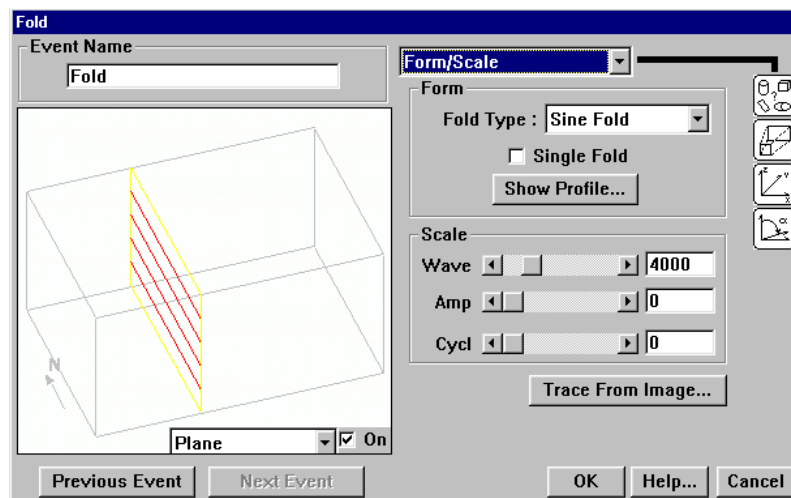 Fold
Event Name
Fold
Form/Scale
Form
Fold Type : Sine Fold
Single Fold
Show Profile...
Scale
Wave 4000
Amp 0
Cycl 0
Trace From Image...
N
Plane On
Previous Event Next Event OK Help... Cancel
?
Z Y X
α